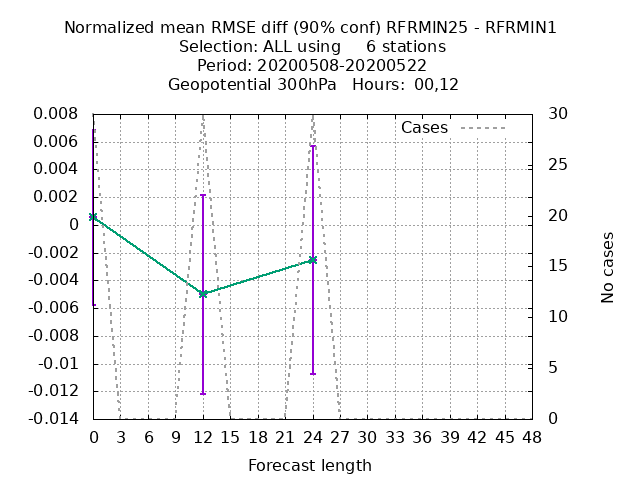 Normalized mean RMSE diff (90% conf) RFRMIN25 - RFRMIN1
Selection: ALL using     6 stations
Period: 20200508-20200522
Geopotential 300hPa   Hours:  00,12
Cases
0.008
0.006
0.004
0.002
0
-0.002
-0.004
-0.006
-0.008
-0.01
-0.012
-0.014
30
25
20
15
10
5
0
No cases
0 3 6 9 12 15 18 21 24 27 30 33 36 39 42 45 48
Forecast length